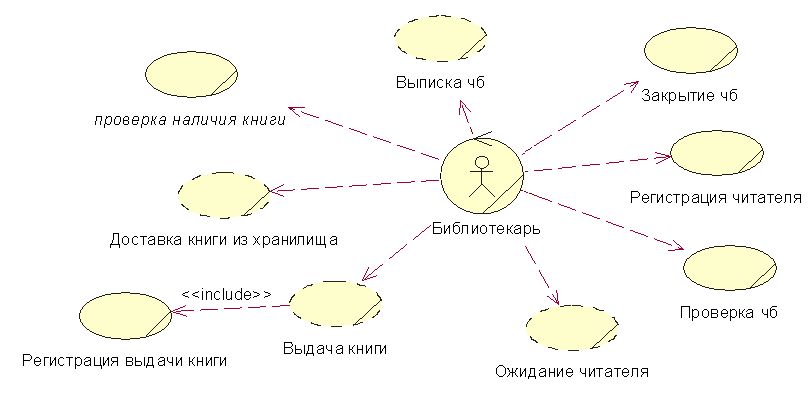 Выписка чб
Закрытие чб
проверка наличия книги
Регистрация читателя
Библиотекарь
Доставка книги из хранилища
<<include>>
Проверка чб
Выдача книги
Регистрация выдачи книги
Ожидание читателя